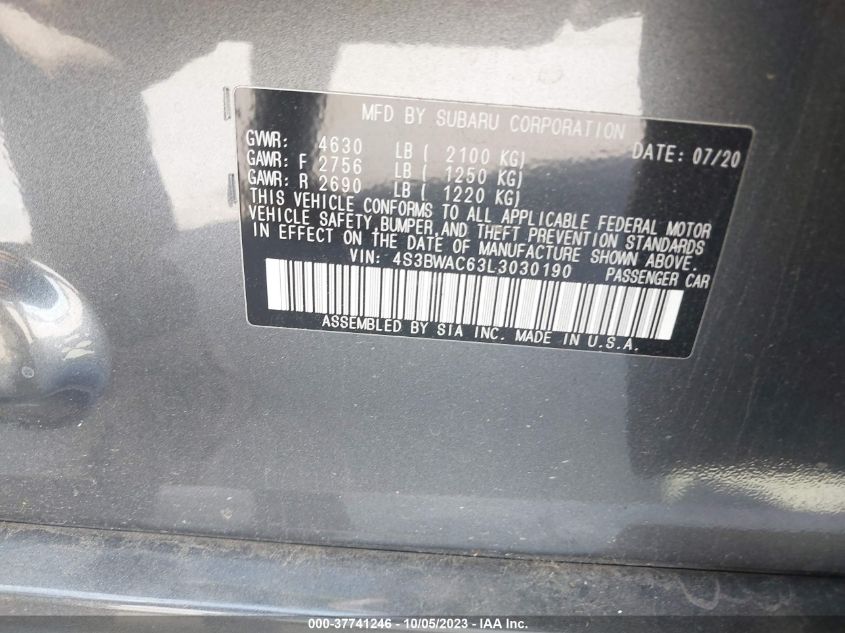 MFD BY SUBARU CORPORATION
GVWR: 4630 LB ( 2100 KG) DATE: 07/20
GAWR: F 2756 LB ( 1250 KG)
GAWR: R 2690 LB ( 1220 KG)
THIS VEHICLE CONFORMS TO ALL APPLICABLE FEDERAL MOTOR
VEHICLE SAFETY, BUMPER, AND THEFT PREVENTION STANDARDS
IN EFFECT ON THE DATE OF MANUFACTURE SHOWN ABOVE.
VIN: 4S3BWAC63L3030190 PASSENGER CAR
ASSEMBLED BY SIA INC. MADE IN U.S.A.
000-37741246 - 10/05/2023 - IAA Inc.